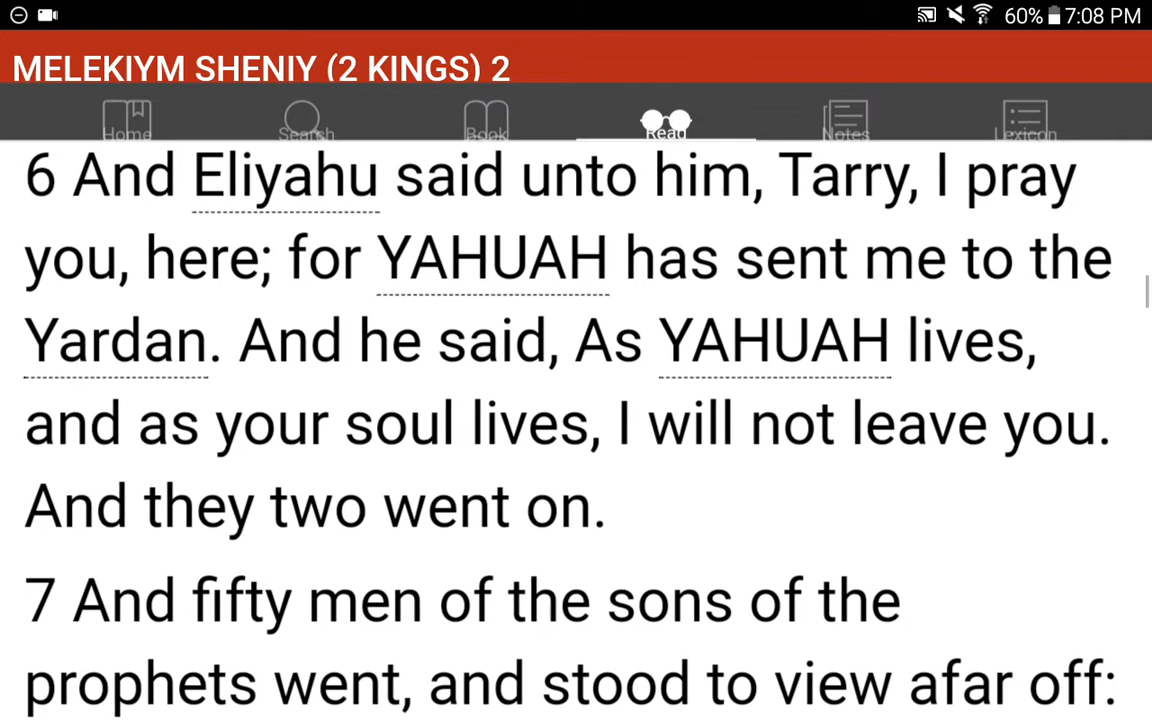 60% 7:08 PM
MELEKIYM SHENIY (2 KINGS) 2
Home Search Book Read Notes Lexicon
6 And Eliyahu said unto him, Tarry, I pray
you, here; for YAHUAH has sent me to the
Yardan. And he said, As YAHUAH lives,
and as your soul lives, I will not leave you.
And they two went on.
7 And fifty men of the sons of the
prophets went, and stood to view afar off: